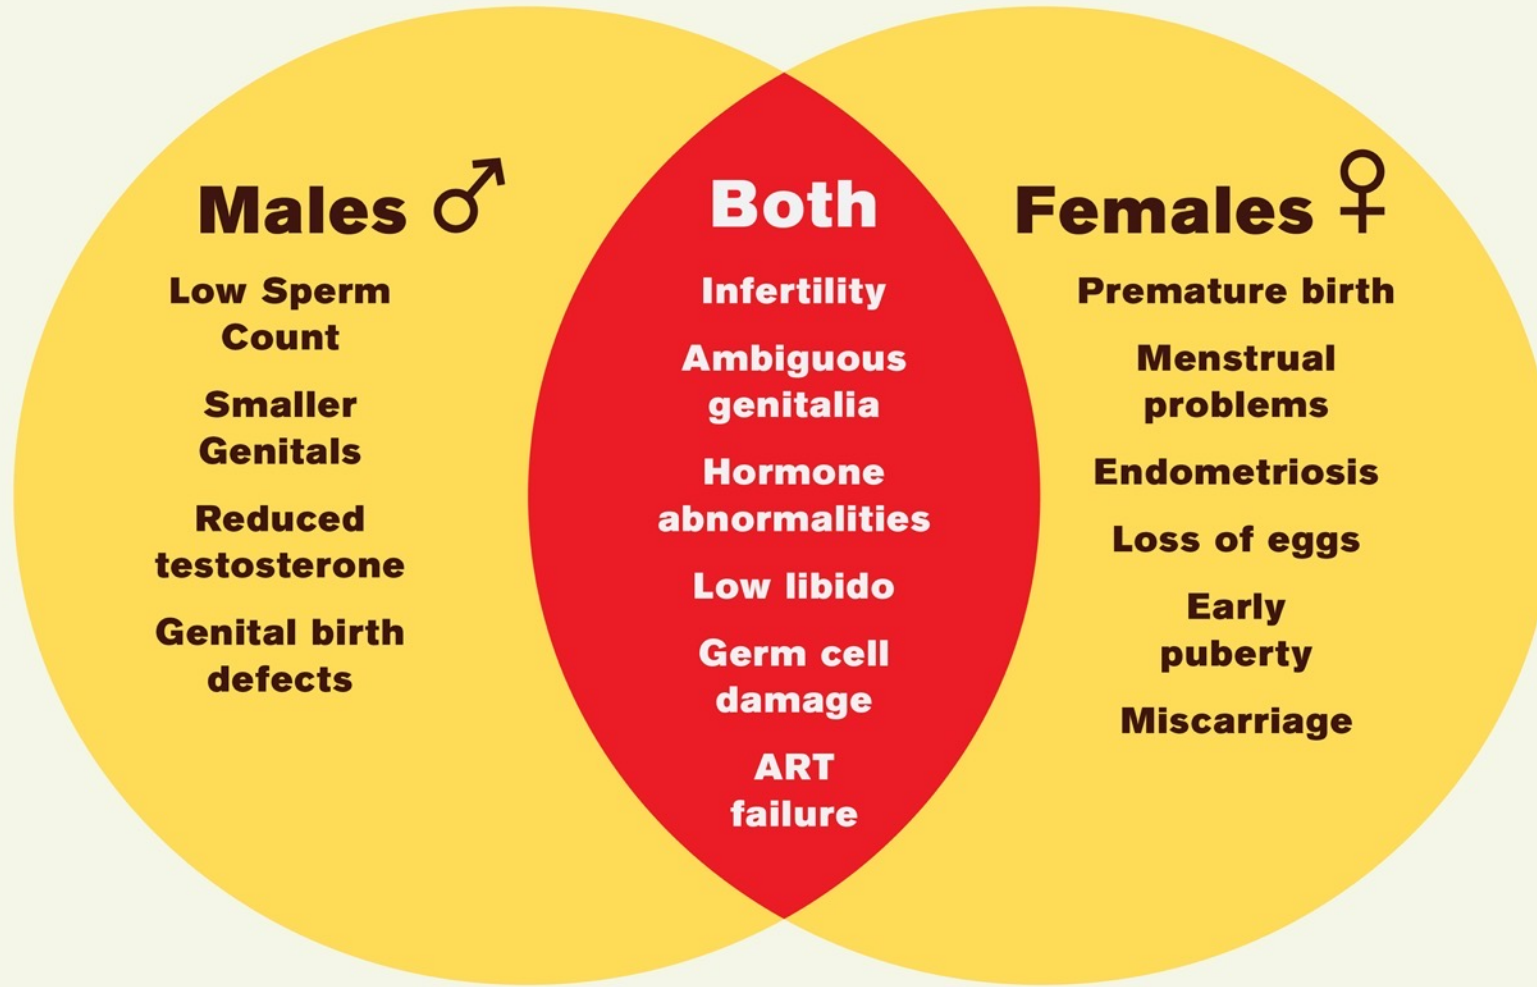 Males ♂
Low Sperm
Count
Smaller
Genitals
Reduced
testosterone
Genital birth
defects
Both
Infertility
Ambiguous
genitalia
Hormone
abnormalities
Low libido
Germ cell
damage
ART
failure
Females ♀
Premature birth
Menstrual
problems
Endometriosis
Loss of eggs
Early
puberty
Miscarriage